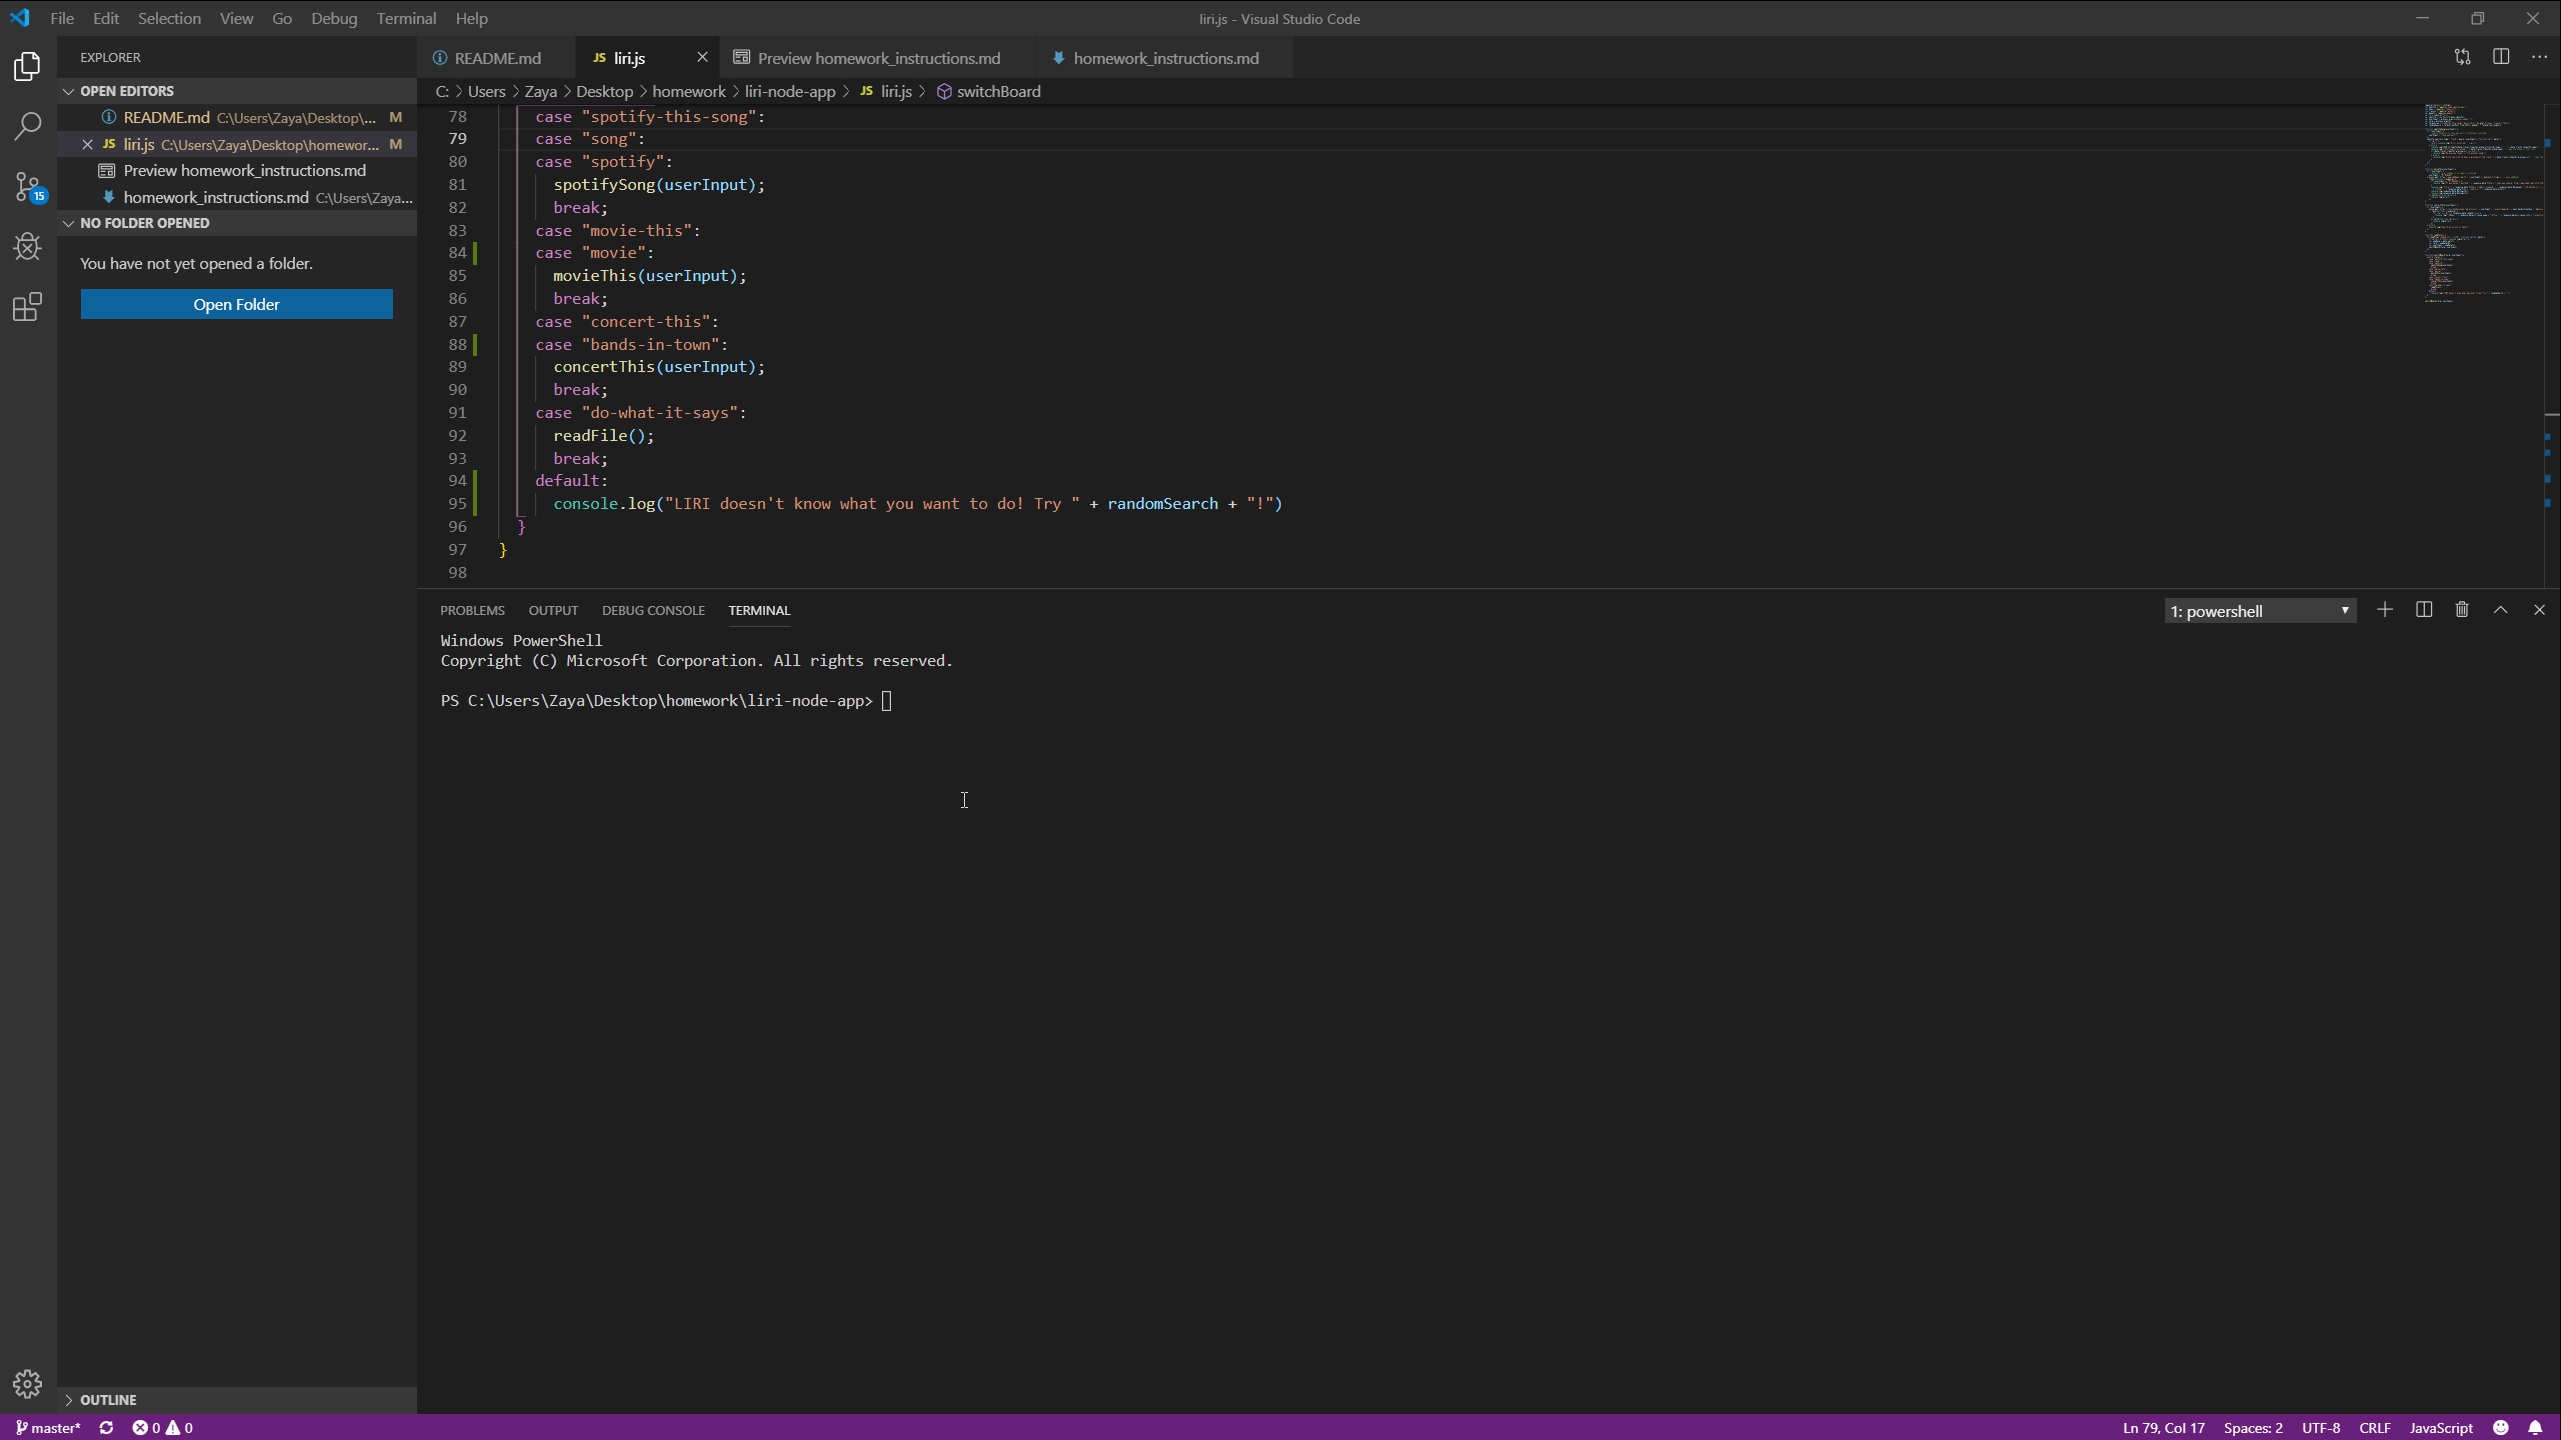 File Edit Selection View Go Debug Terminal Help
liri.js - Visual Studio Code
EXPLORER
OPEN EDITORS
README.md C:\Users\Zaya\Desktop\... M
JS liri.js C:\Users\Zaya\Desktop\homewor... M
Preview homework_instructions.md
homework_instructions.md C:\Users\Zaya...
NO FOLDER OPENED
You have not yet opened a folder.
Open Folder
15
OUTLINE
README.md JS liri.js Preview homework_instructions.md homework_instructions.md
C: > Users > Zaya > Desktop > homework > liri-node-app > JS liri.js > switchBoard
78 case "spotify-this-song":
79 case "song":
80 case "spotify":
81 spotifySong(userInput);
82 break;
83 case "movie-this":
84 case "movie":
85 movieThis(userInput);
86 break;
87 case "concert-this":
88 case "bands-in-town":
89 concertThis(userInput);
90 break;
91 case "do-what-it-says":
92 readFile();
93 break;
94 default:
95 console.log("LIRI doesn't know what you want to do! Try " + randomSearch + "!")
96 }
97 }
98
PROBLEMS OUTPUT DEBUG CONSOLE TERMINAL
1: powershell
Windows PowerShell
Copyright (C) Microsoft Corporation. All rights reserved.
PS C:\Users\Zaya\Desktop\homework\liri-node-app>
master* 0 0
Ln 79, Col 17 Spaces: 2 UTF-8 CRLF JavaScript